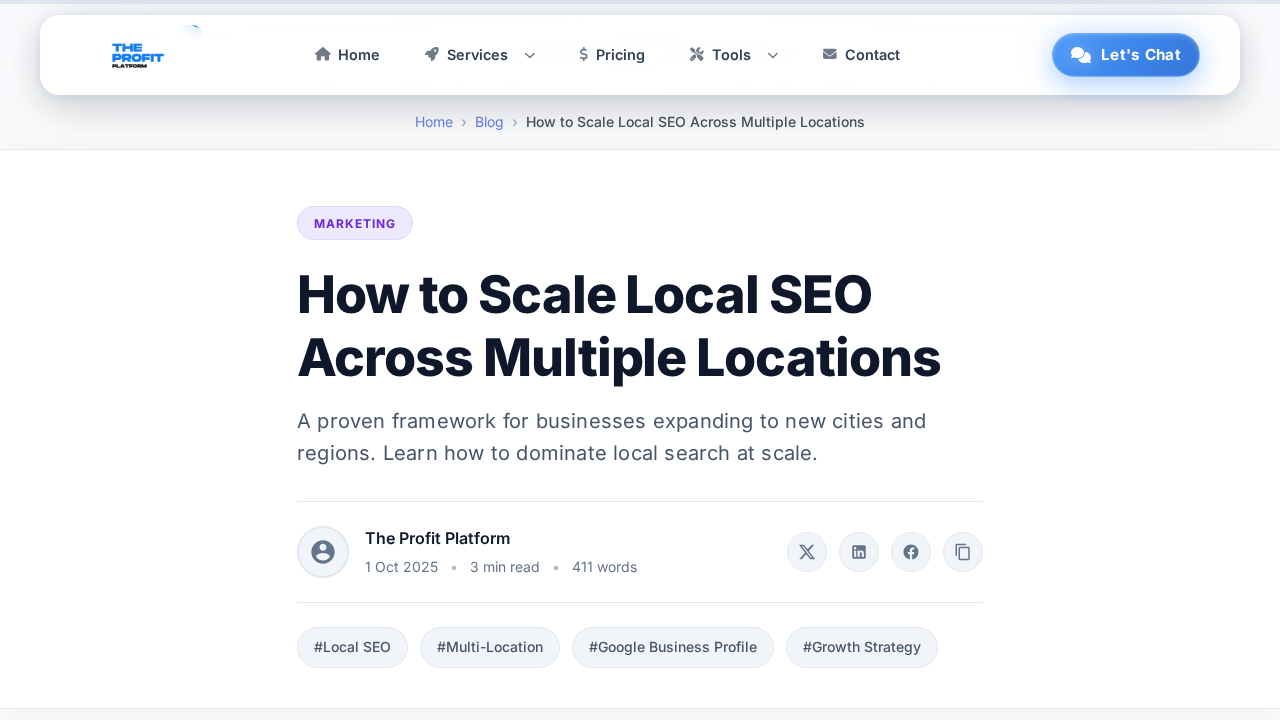 THE
PROFIT
PLATFORM
Home
Services
Pricing
Tools
Contact
Let's Chat
Home › Blog › How to Scale Local SEO Across Multiple Locations
MARKETING
How to Scale Local SEO
Across Multiple Locations
A proven framework for businesses expanding to new cities and
regions. Learn how to dominate local search at scale.
The Profit Platform
1 Oct 2025 • 3 min read • 411 words
#Local SEO
#Multi-Location
#Google Business Profile
#Growth Strategy